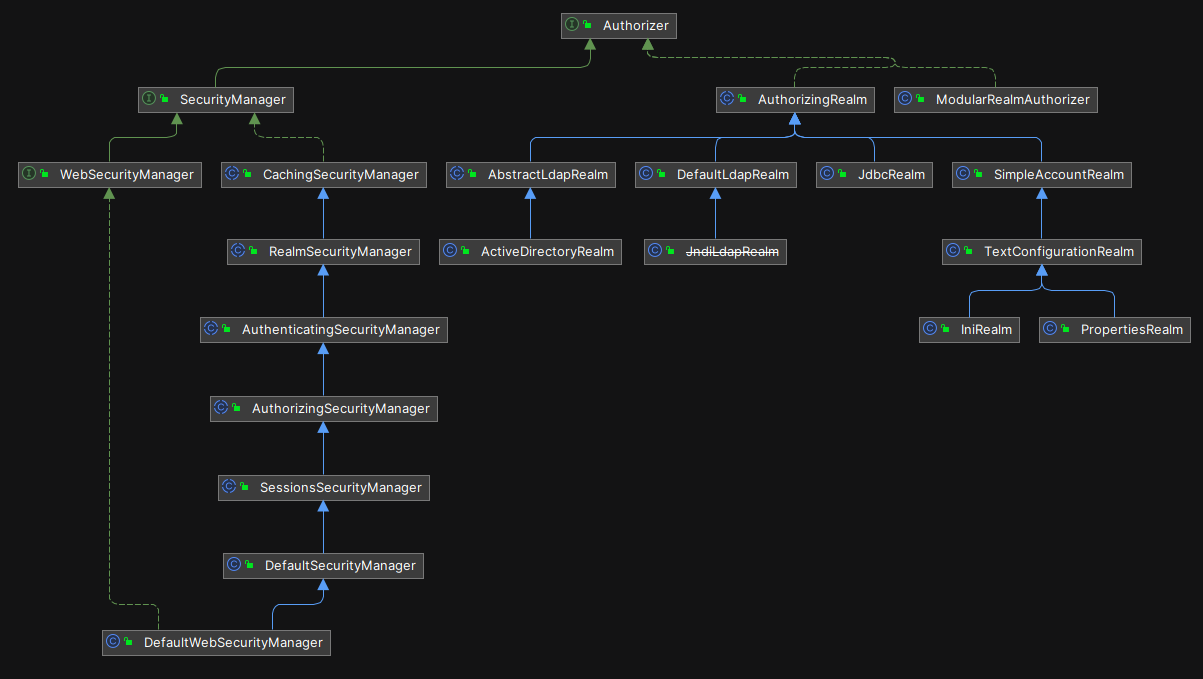 Authorizer
SecurityManager
AuthorizingRealm
ModularRealmAuthorizer
WebSecurityManager
CachingSecurityManager
AbstractLdapRealm
DefaultLdapRealm
JdbcRealm
SimpleAccountRealm
RealmSecurityManager
ActiveDirectoryRealm
JndiLdapRealm
TextConfigurationRealm
AuthenticatingSecurityManager
IniRealm
PropertiesRealm
AuthorizingSecurityManager
SessionsSecurityManager
DefaultSecurityManager
DefaultWebSecurityManager